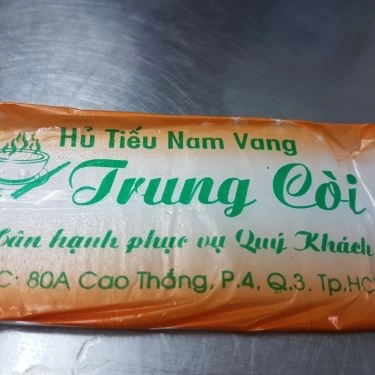 Hủ Tiếu Nam Vang
Trung Còi
Hân hạnh phục vụ Quý Khách
ĐC: 80A Cao Thắng, P.4, Q.3, Tp.HC